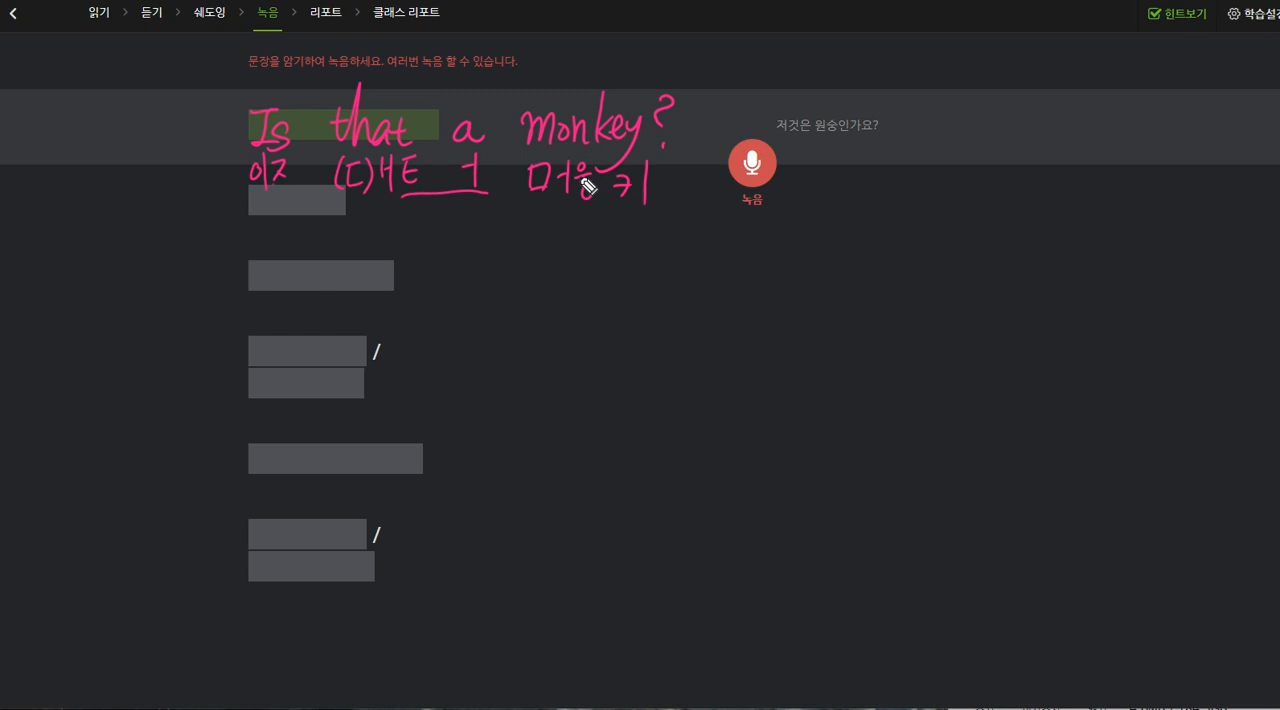 읽기 > 듣기 > 쉐도잉 > 녹음 > 리포트 > 클래스 리포트 힌트보기 학습설정
문장을 암기하여 녹음하세요. 여러번 녹음 할 수 있습니다.
Is that a monkey?
저것은 원숭인가요?
이즈 (ㄷ)ㅐㅌ ㅓ 머응키
녹음
/
/